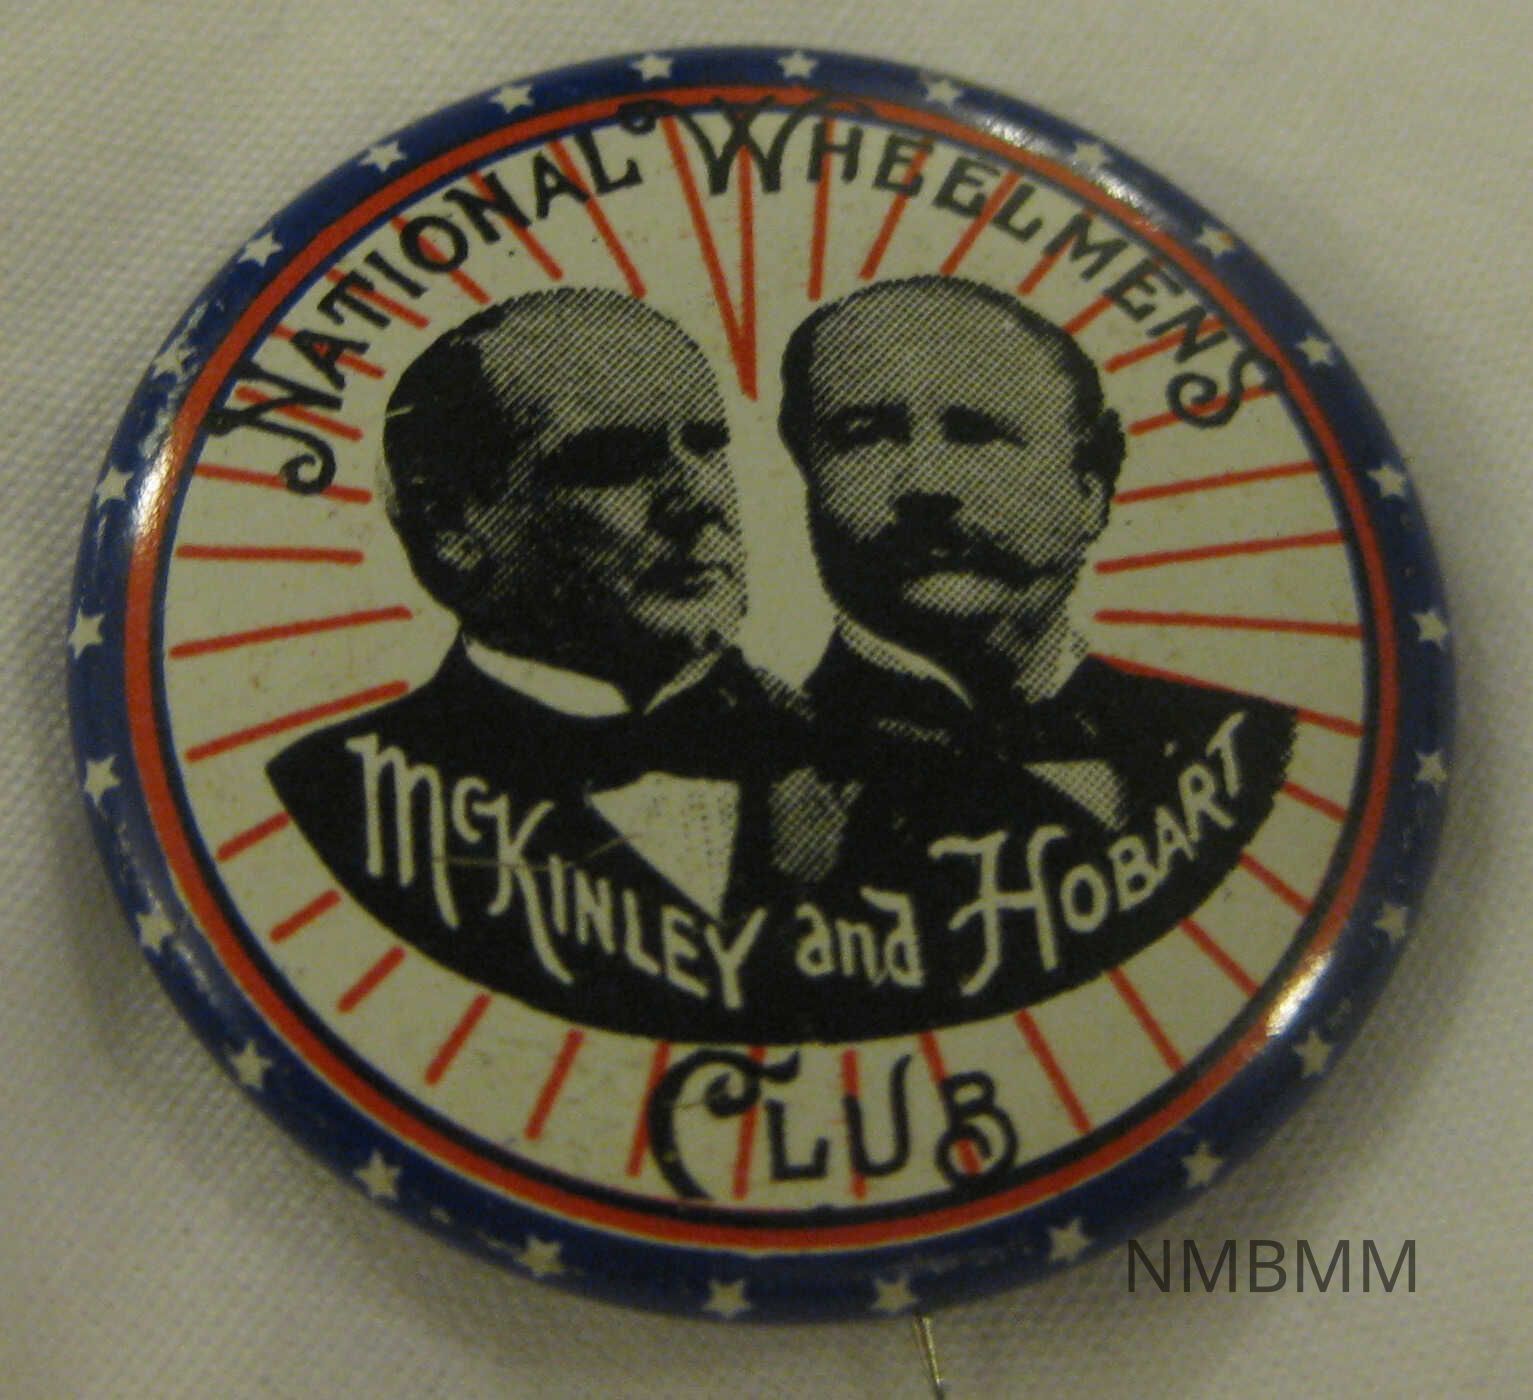 NATIONAL WHEELMENS
McKINLEY and HOBART
CLUB
NMBMM